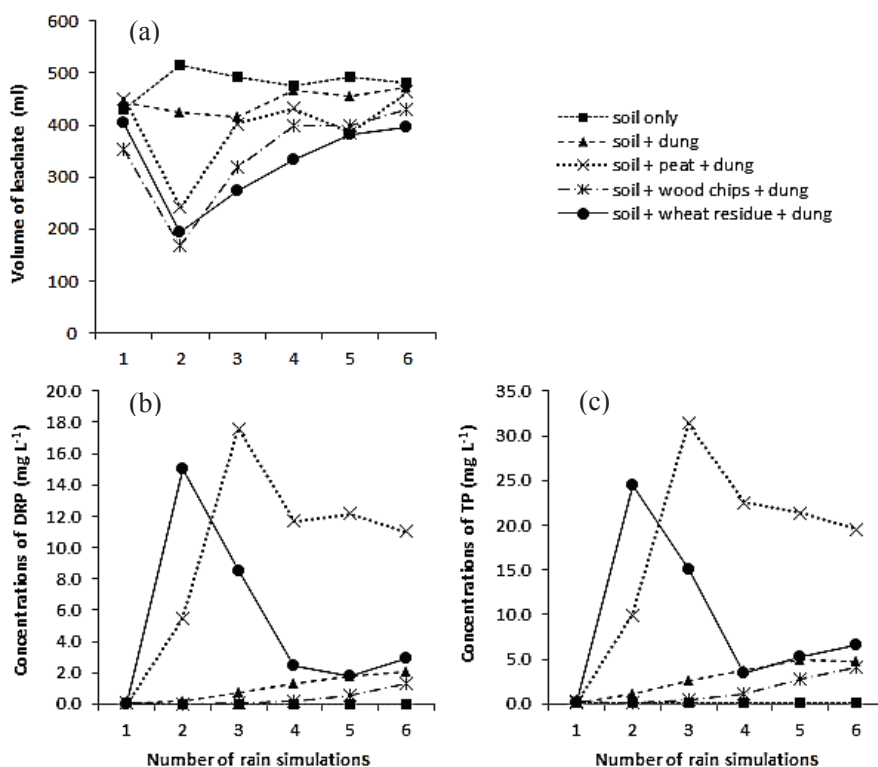 (a)
600
500
400
300
200
100
0
Volume of leachate (ml)
1 2 3 4 5 6
soil only
soil + dung
soil + peat + dung
soil + wood chips + dung
soil + wheat residue + dung
(b)
20.0
18.0
16.0
14.0
12.0
10.0
8.0
6.0
4.0
2.0
0.0
Concentrations of DRP (mg L⁻¹)
1 2 3 4 5 6
Number of rain simulations
(c)
35.0
30.0
25.0
20.0
15.0
10.0
5.0
0.0
Concentrations of TP (mg L⁻¹)
1 2 3 4 5 6
Number of rain simulations